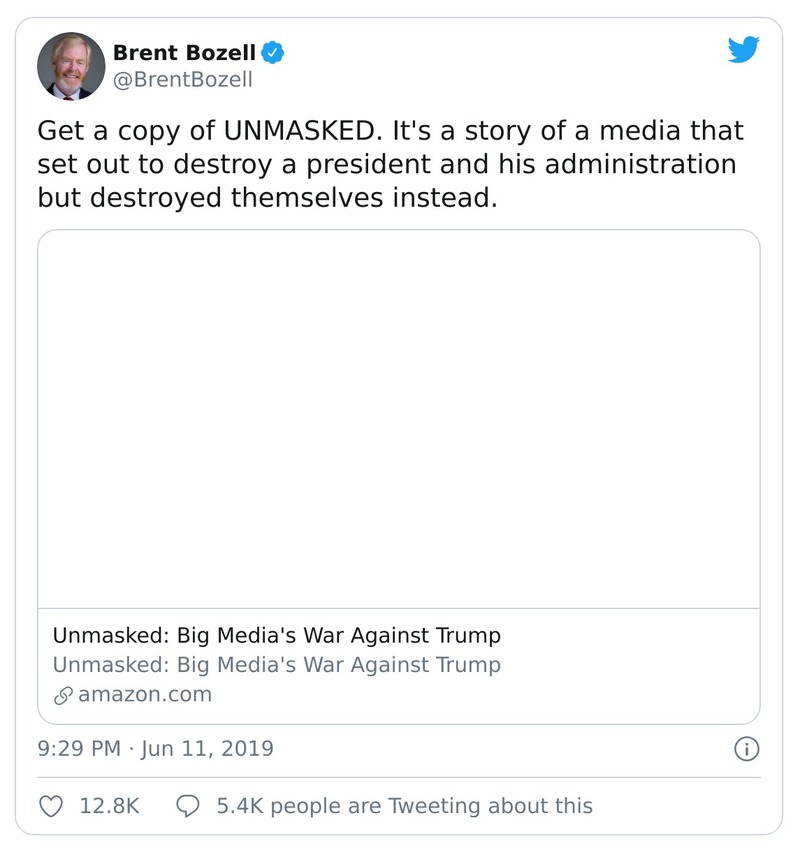 Brent Bozell
@BrentBozell
Get a copy of UNMASKED. It's a story of a media that
set out to destroy a president and his administration
but destroyed themselves instead.
Unmasked: Big Media's War Against Trump
Unmasked: Big Media's War Against Trump
amazon.com
9:29 PM · Jun 11, 2019
12.8K
5.4K people are Tweeting about this